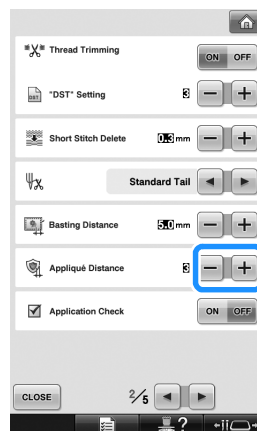 Thread Trimming
ON OFF
DST
"DST" Setting
3
− +
Short Stitch Delete
0.3 mm
− +
Standard Tail
Basting Distance
5.0 mm
− +
Appliqué Distance
3
− +
Application Check
ON OFF
CLOSE
2/5
?